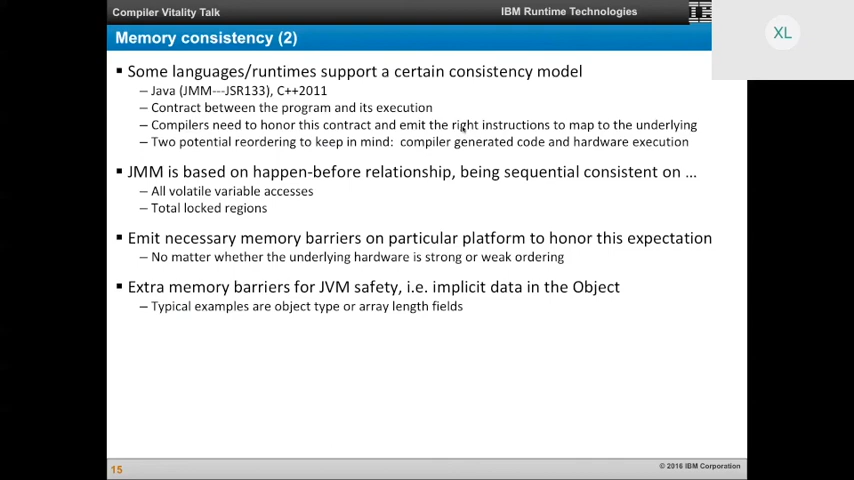 Compiler Vitality Talk
IBM Runtime Technologies
IBM
XL
Memory consistency (2)
▪ Some languages/runtimes support a certain consistency model
– Java (JMM---JSR133), C++2011
– Contract between the program and its execution
– Compilers need to honor this contract and emit the right instructions to map to the underlying
– Two potential reordering to keep in mind: compiler generated code and hardware execution
▪ JMM is based on happen-before relationship, being sequential consistent on …
– All volatile variable accesses
– Total locked regions
▪ Emit necessary memory barriers on particular platform to honor this expectation
– No matter whether the underlying hardware is strong or weak ordering
▪ Extra memory barriers for JVM safety, i.e. implicit data in the Object
– Typical examples are object type or array length fields
15
© 2016 IBM Corporation